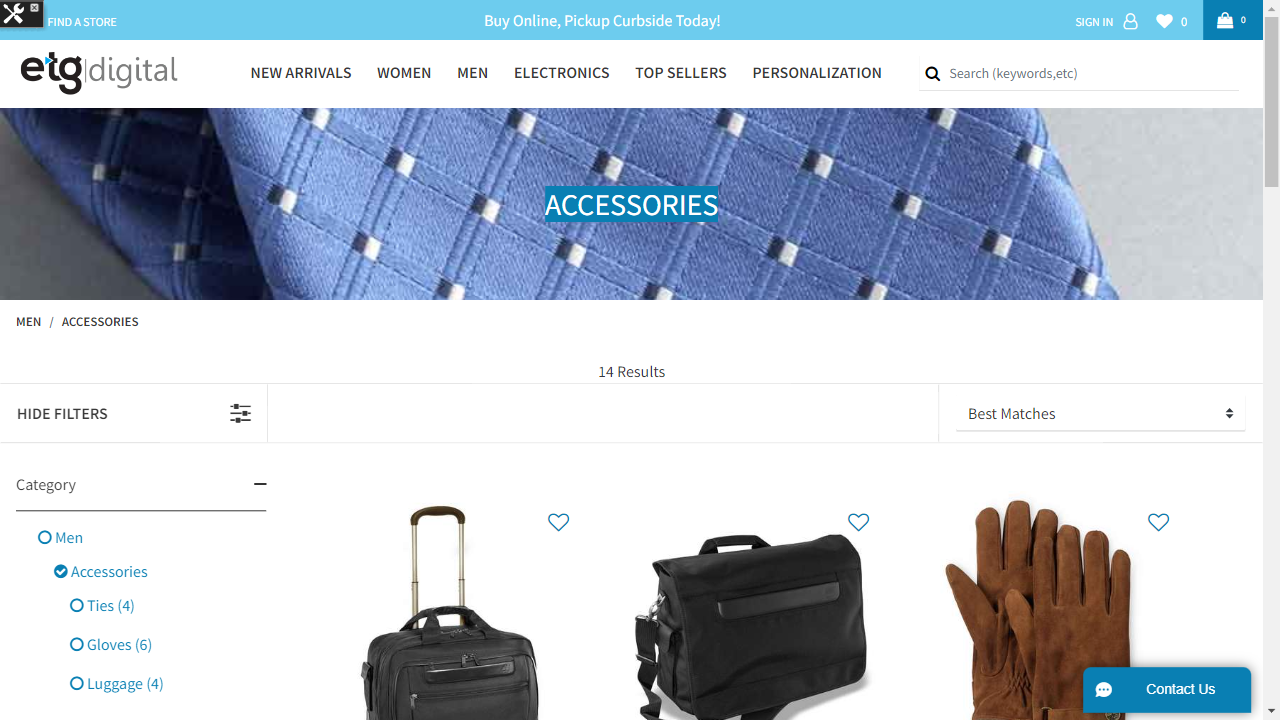 FIND A STORE
Buy Online, Pickup Curbside Today!
SIGN IN 0 0
etg|digital
NEW ARRIVALS WOMEN MEN ELECTRONICS TOP SELLERS PERSONALIZATION
Search (keywords,etc)
ACCESSORIES
MEN / ACCESSORIES
14 Results
HIDE FILTERS
Best Matches
Category
Men
Accessories
Ties (4)
Gloves (6)
Luggage (4)
Contact Us